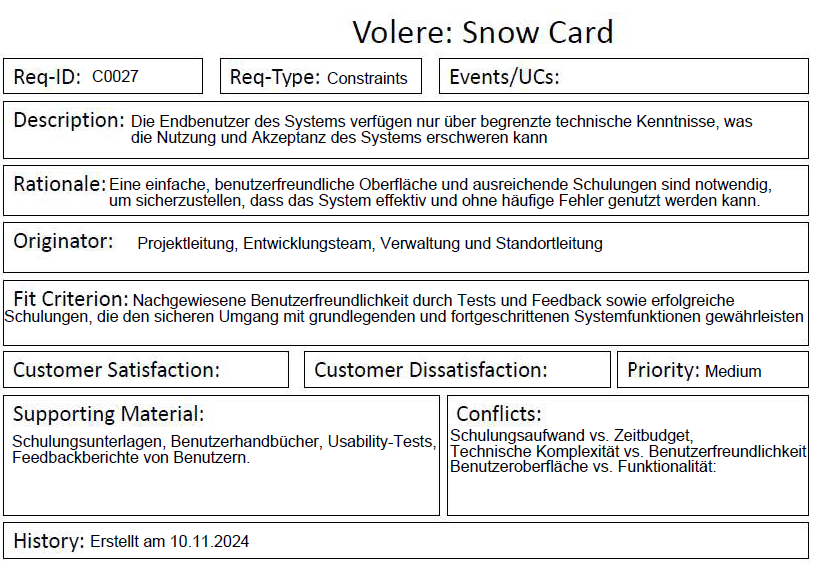 Volere: Snow Card
Req-ID: C0027
Req-Type: Constraints
Events/UCs:
Description: Die Endbenutzer des Systems verfügen nur über begrenzte technische Kenntnisse, was
die Nutzung und Akzeptanz des Systems erschweren kann
Rationale: Eine einfache, benutzerfreundliche Oberfläche und ausreichende Schulungen sind notwendig,
um sicherzustellen, dass das System effektiv und ohne häufige Fehler genutzt werden kann.
Originator: Projektleitung, Entwicklungsteam, Verwaltung und Standortleitung
Fit Criterion: Nachgewiesene Benutzerfreundlichkeit durch Tests und Feedback sowie erfolgreiche
Schulungen, die den sicheren Umgang mit grundlegenden und fortgeschrittenen Systemfunktionen gewährleisten
Customer Satisfaction:
Customer Dissatisfaction:
Priority: Medium
Supporting Material:
Schulungsunterlagen, Benutzerhandbücher, Usability-Tests,
Feedbackberichte von Benutzern.
Conflicts:
Schulungsaufwand vs. Zeitbudget,
Technische Komplexität vs. Benutzerfreundlichkeit
Benutzeroberfläche vs. Funktionalität:
History: Erstellt am 10.11.2024